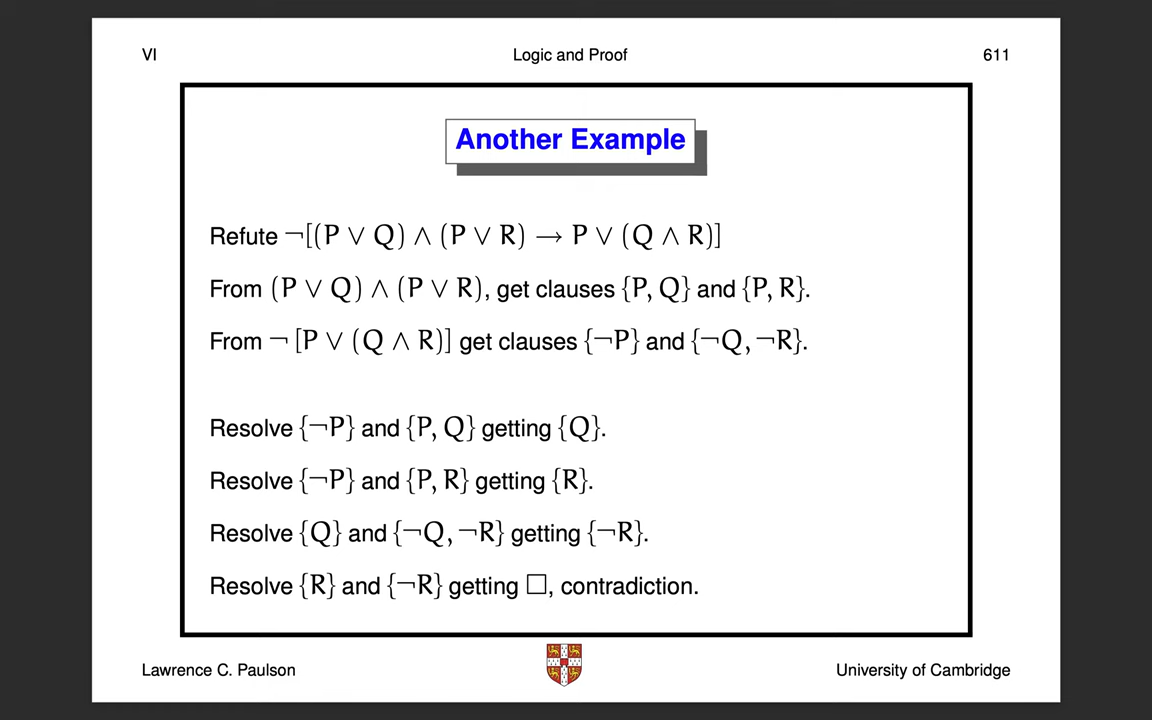 VI Logic and Proof 611
Another Example
Refute ¬[(P ∨ Q) ∧ (P ∨ R) → P ∨ (Q ∧ R)]
From (P ∨ Q) ∧ (P ∨ R), get clauses {P, Q} and {P, R}.
From ¬ [P ∨ (Q ∧ R)] get clauses {¬P} and {¬Q, ¬R}.
Resolve {¬P} and {P, Q} getting {Q}.
Resolve {¬P} and {P, R} getting {R}.
Resolve {Q} and {¬Q, ¬R} getting {¬R}.
Resolve {R} and {¬R} getting □, contradiction.
Lawrence C. Paulson University of Cambridge